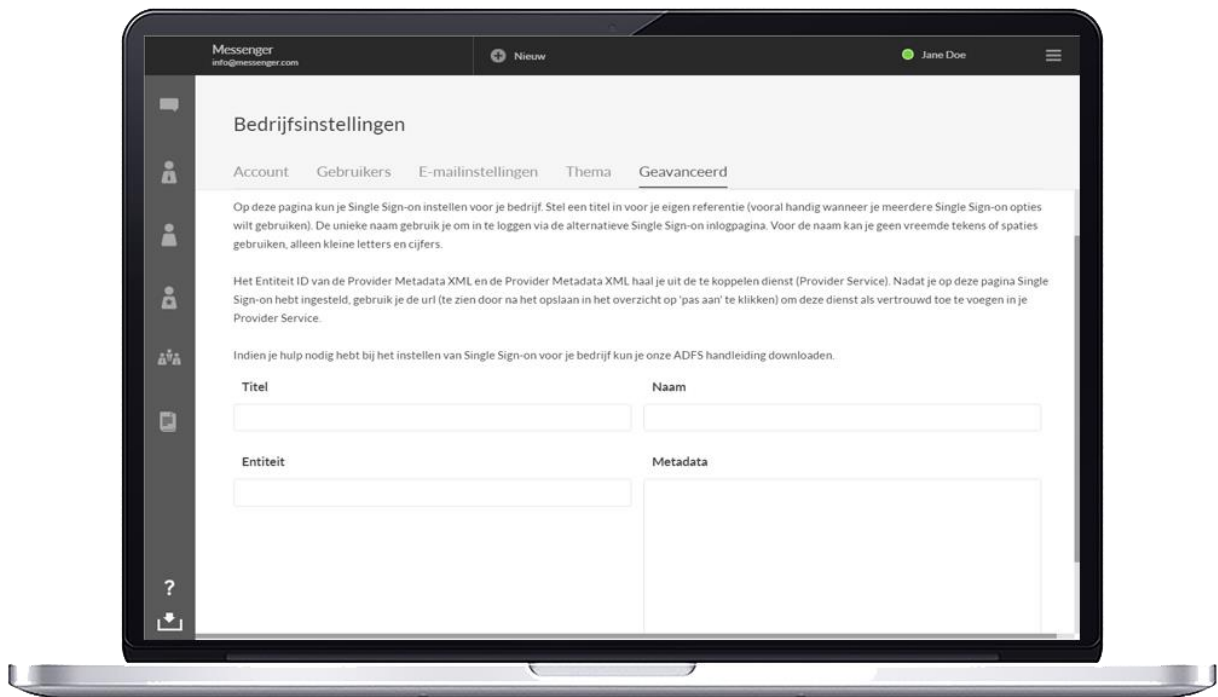 Messenger
info@messenger.com
Nieuw
Jane Doe
Bedrijfsinstellingen
Account Gebruikers E-mailinstellingen Thema Geavanceerd
Op deze pagina kun je Single Sign-on instellen voor je bedrijf. Stel een titel in voor je eigen referentie (vooral handig wanneer je meerdere Single Sign-on opties
wilt gebruiken). De unieke naam gebruik je om in te loggen via de alternatieve Single Sign-on inlogpagina. Voor de naam kan je geen vreemde tekens of spaties
gebruiken, alleen kleine letters en cijfers.
Het Entiteit ID van de Provider Metadata XML en de Provider Metadata XML haal je uit de te koppelen dienst (Provider Service). Nadat je op deze pagina Single
Sign-on hebt ingesteld, gebruik je de url (te zien door na het opslaan in het overzicht op 'pas aan' te klikken) om deze dienst als vertrouwd toe te voegen in je
Provider Service.
Indien je hulp nodig hebt bij het instellen van Single Sign-on voor je bedrijf kun je onze ADFS handleiding downloaden.
Titel Naam
Entiteit Metadata
?